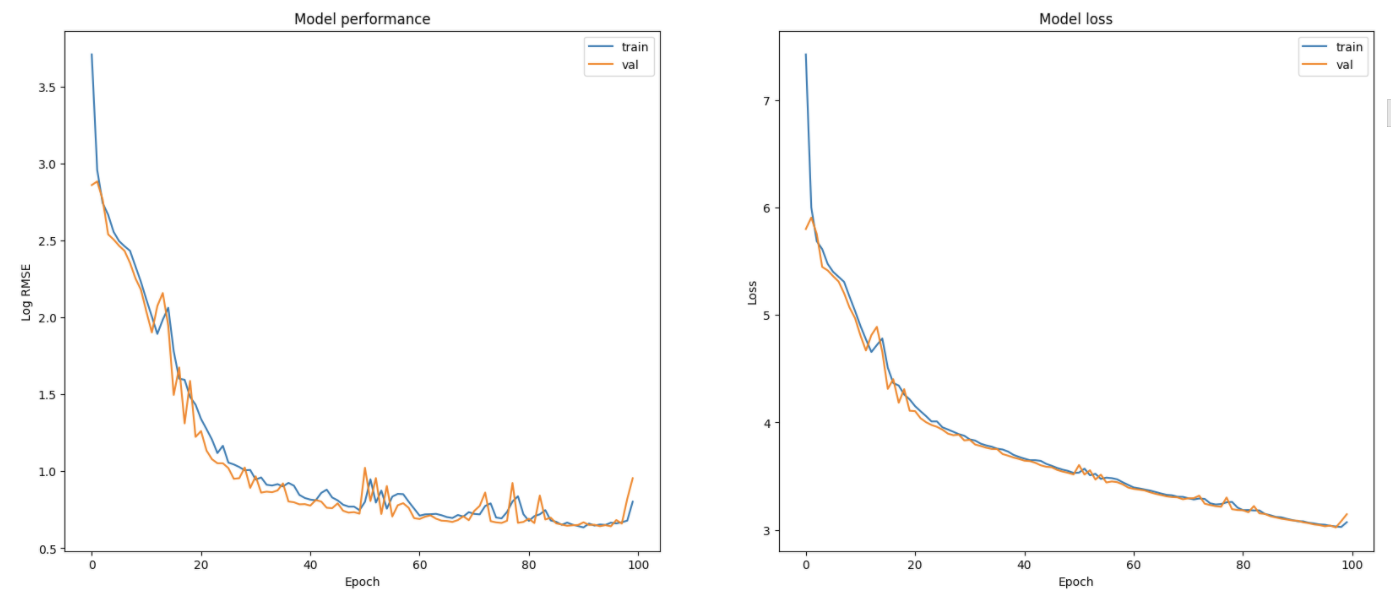 Model performance
train
val
3.5
3.0
2.5
2.0
1.5
1.0
0.5
Log RMSE
0
20
40
60
80
100
Epoch
Model loss
train
val
7
6
5
4
3
Loss
0
20
40
60
80
100
Epoch